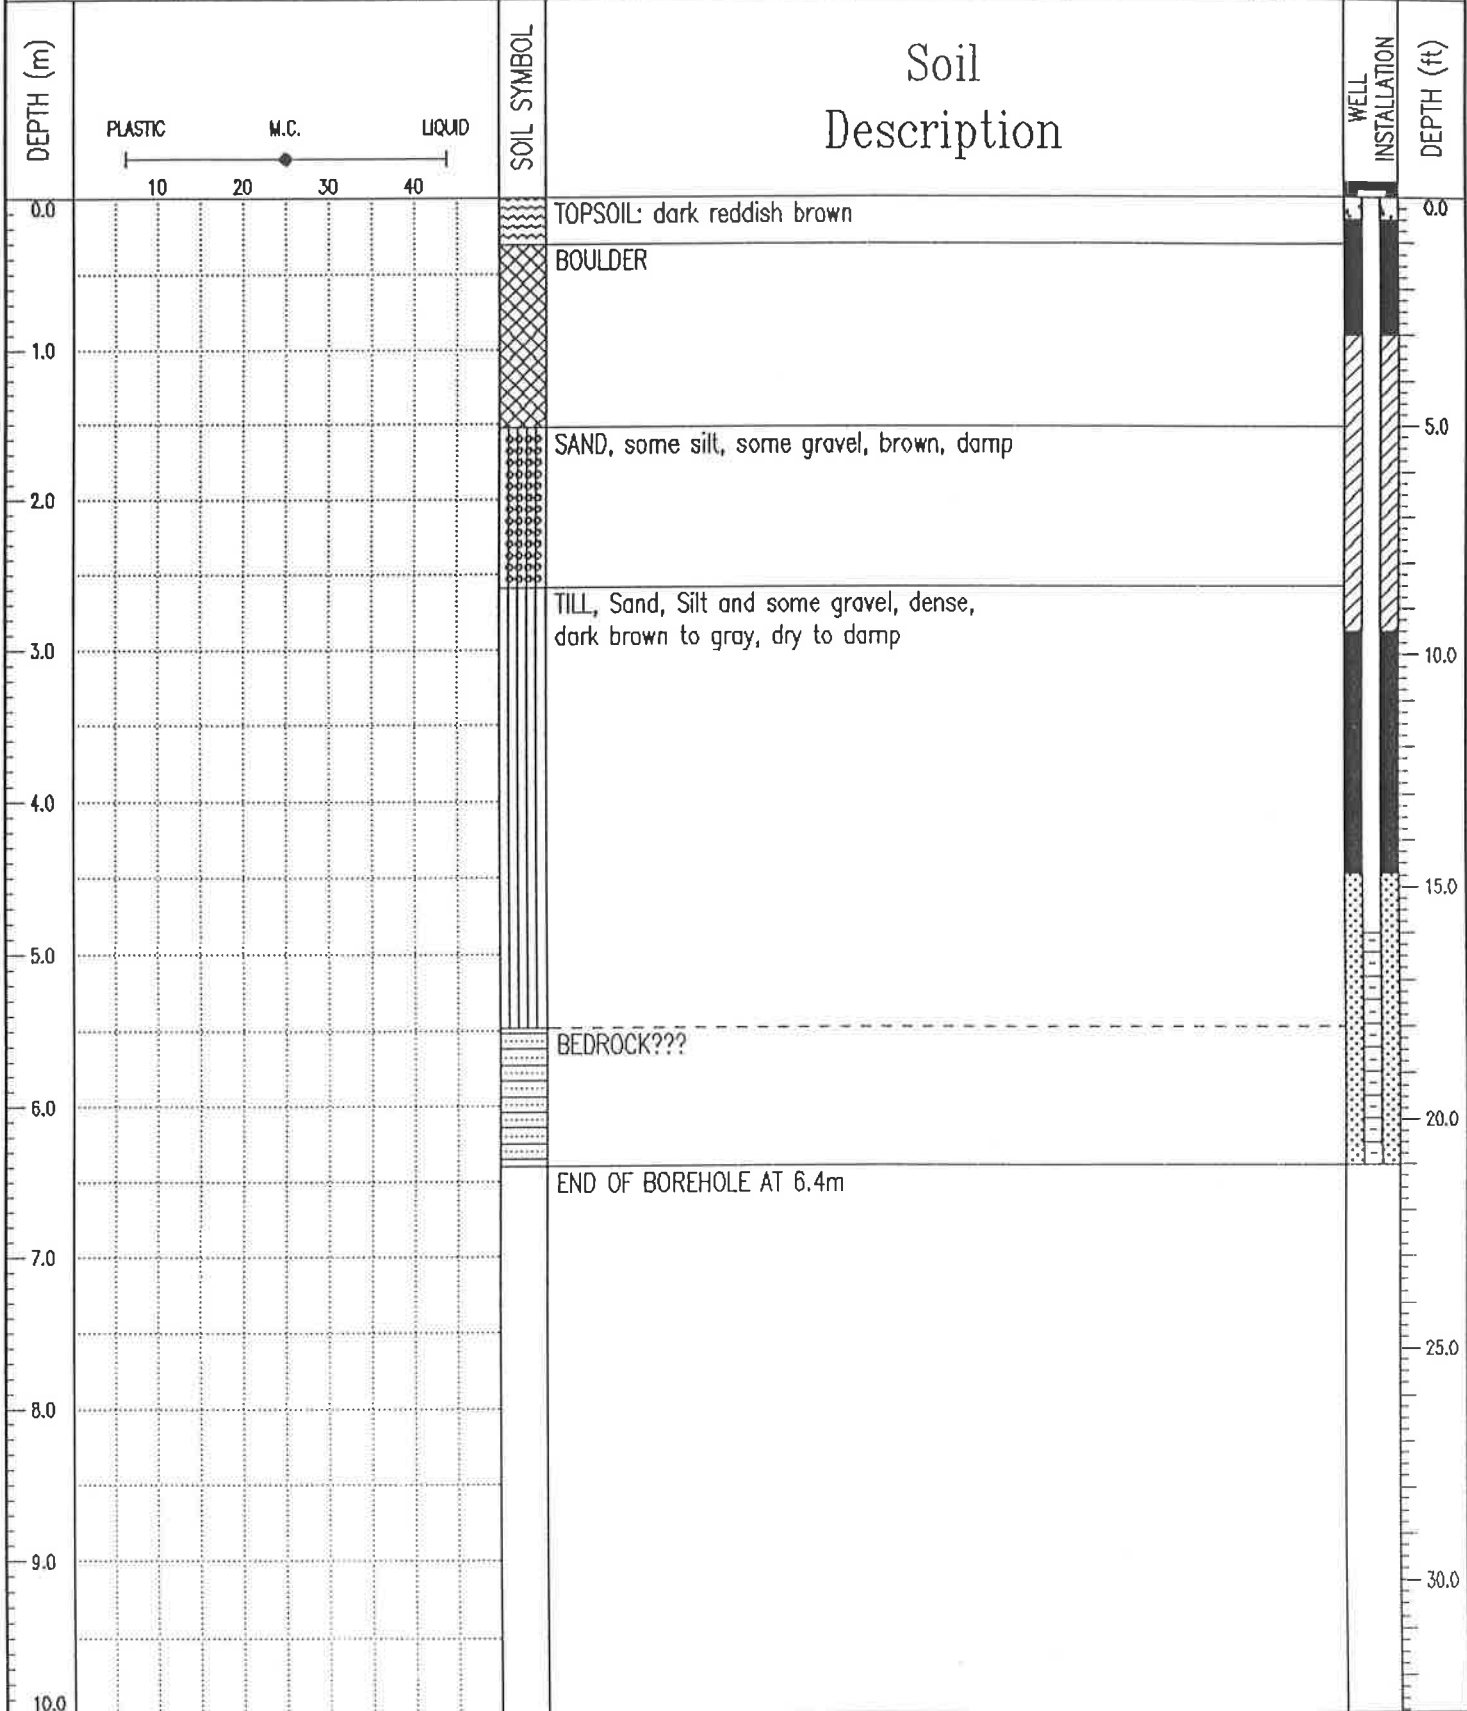 DEPTH (m)
PLASTIC M.C. LIQUID
10 20 30 40
SOIL SYMBOL
Soil
Description
WELL
INSTALLATION
DEPTH (ft)
0.0
TOPSOIL: dark reddish brown
0.0
BOULDER
1.0
5.0
SAND, some silt, some gravel, brown, damp
2.0
TILL, Sand, Silt and some gravel, dense,
dark brown to gray, dry to damp
3.0
10.0
4.0
15.0
5.0
BEDROCK???
6.0
20.0
END OF BOREHOLE AT 6.4m
7.0
25.0
8.0
9.0
30.0
10.0